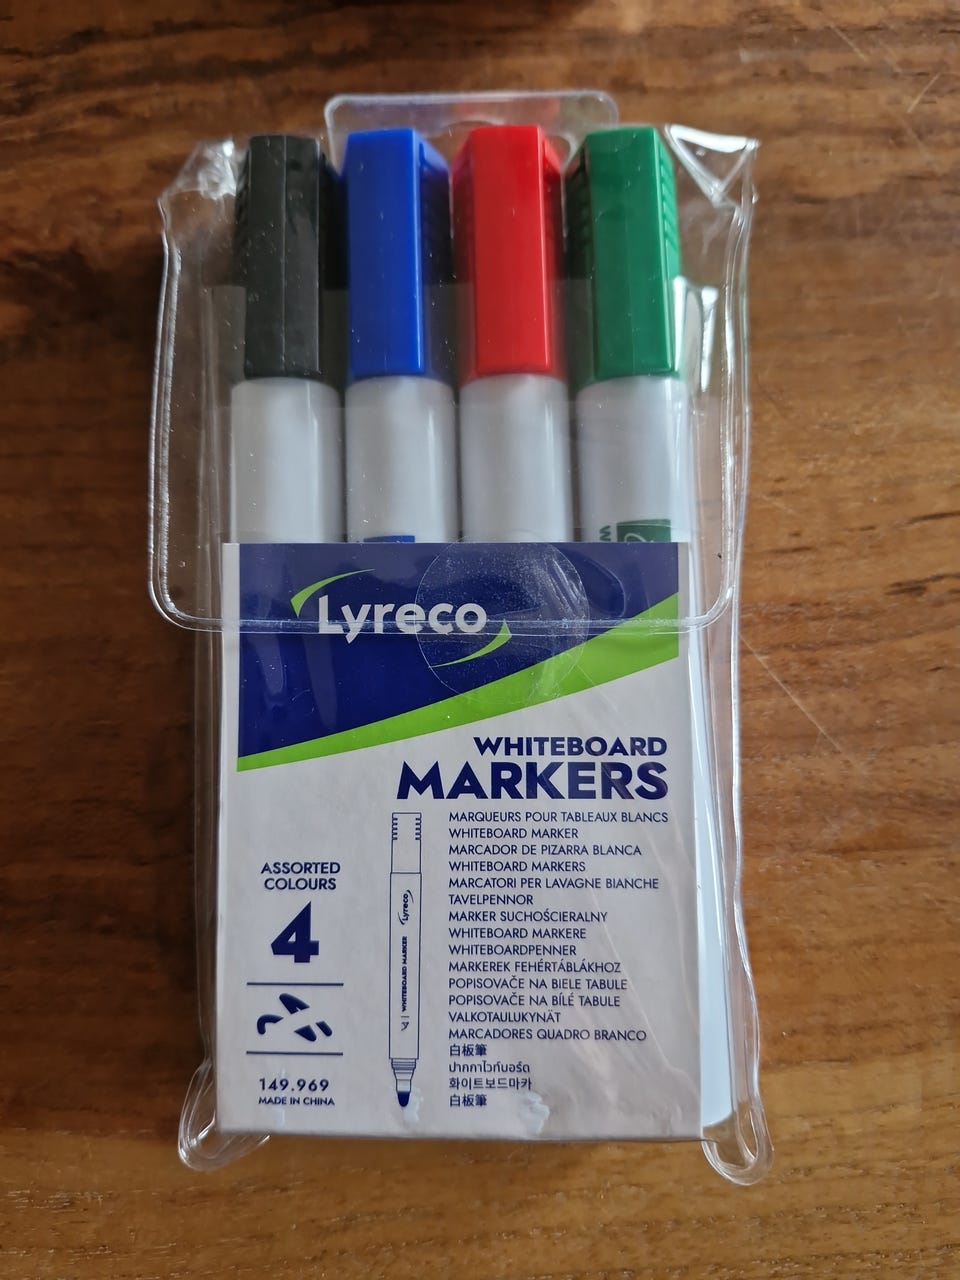 Lyreco
WHITEBOARD
MARKERS
MARQUEURS POUR TABLEAUX BLANCS
WHITEBOARD MARKER
MARCADOR DE PIZARRA BLANCA
WHITEBOARD MARKERS
MARCATORI PER LAVAGNE BIANCHE
TAVELPENNOR
MARKER SUCHOŚCIERALNY
WHITEBOARD MARKERE
WHITEBOARDPENNER
MARKEREK FEHÉRTÁBLÁKHOZ
POPISOVAČE NA BIELE TABULE
POPISOVAČE NA BÍLÉ TABULE
VALKOTAULUKYNÄT
MARCADORES QUADRO BRANCO
白板筆
ปากกาไวท์บอร์ด
화이트보드마카
白板筆
ASSORTED
COLOURS
4
149.969
MADE IN CHINA
Lyreco
WHITEBOARD MARKER